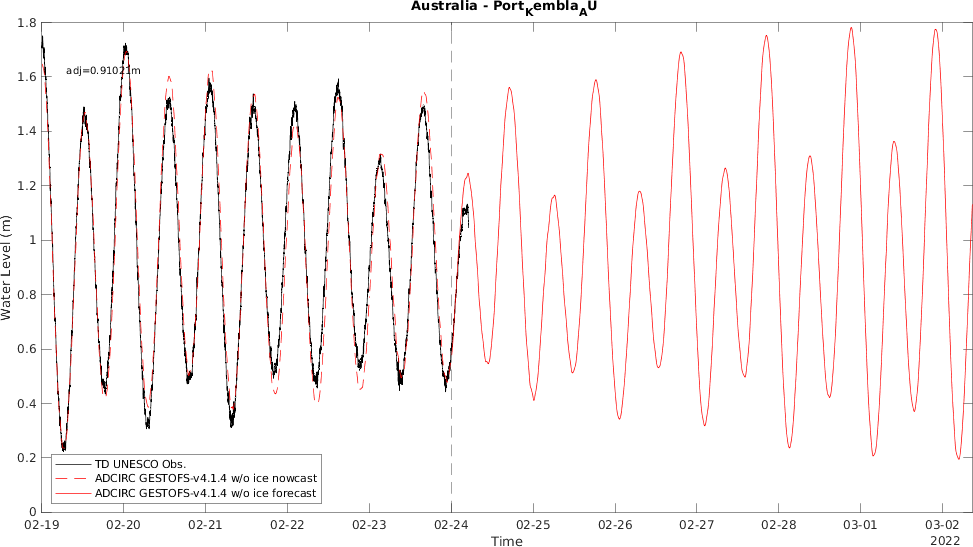 Australia - Port_Kembla_AU
1.8
1.6
1.4
1.2
1
0.8
0.6
0.4
0.2
0
Water Level (m)
adj=0.91021m
TD UNESCO Obs.
ADCIRC GESTOFS-v4.1.4 w/o ice nowcast
ADCIRC GESTOFS-v4.1.4 w/o ice forecast
02-19 02-20 02-21 02-22 02-23 02-24 02-25 02-26 02-27 02-28 03-01 03-02
Time
2022